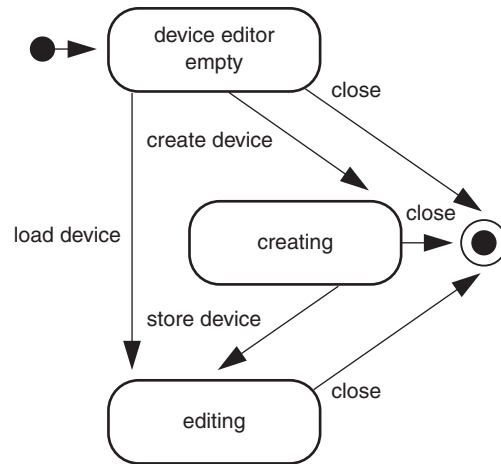 device editor
empty
close
create device
close
creating
load device
store device
close
editing